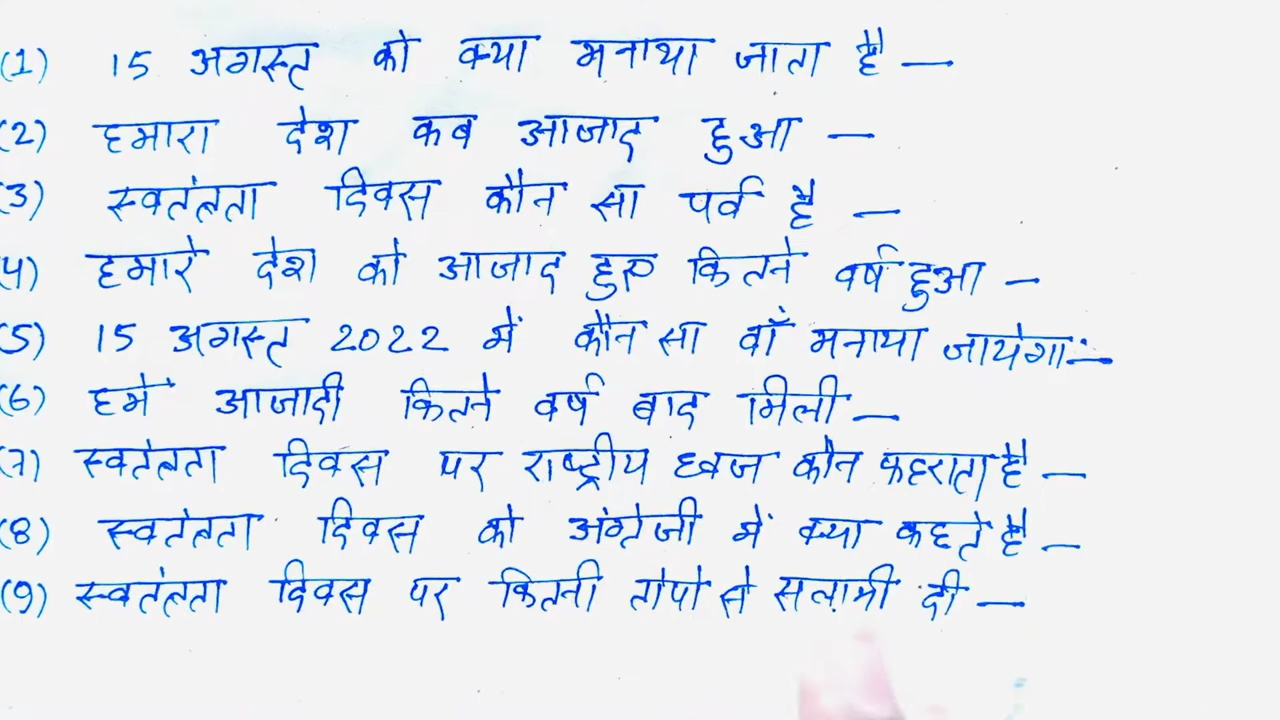 (1) 15 अगस्त को क्या मनाया जाता है —
(2) हमारा देश कब आजाद हुआ —
(3) स्वतंत्रता दिवस कौन सा पर्व है —
(4) हमारे देश को आजाद हुए कितने वर्ष हुआ —
(5) 15 अगस्त 2022 में कौन सा वाँ मनाया जायेगा:—
(6) हमें आजादी कितने वर्ष बाद मिली —
(7) स्वतंत्रता दिवस पर राष्ट्रीय ध्वज कौन फहराता है —
(8) स्वतंत्रता दिवस को अंग्रेजी में क्या कहते है —
(9) स्वतंत्रता दिवस पर कितनी तोपो से सलामी दी —